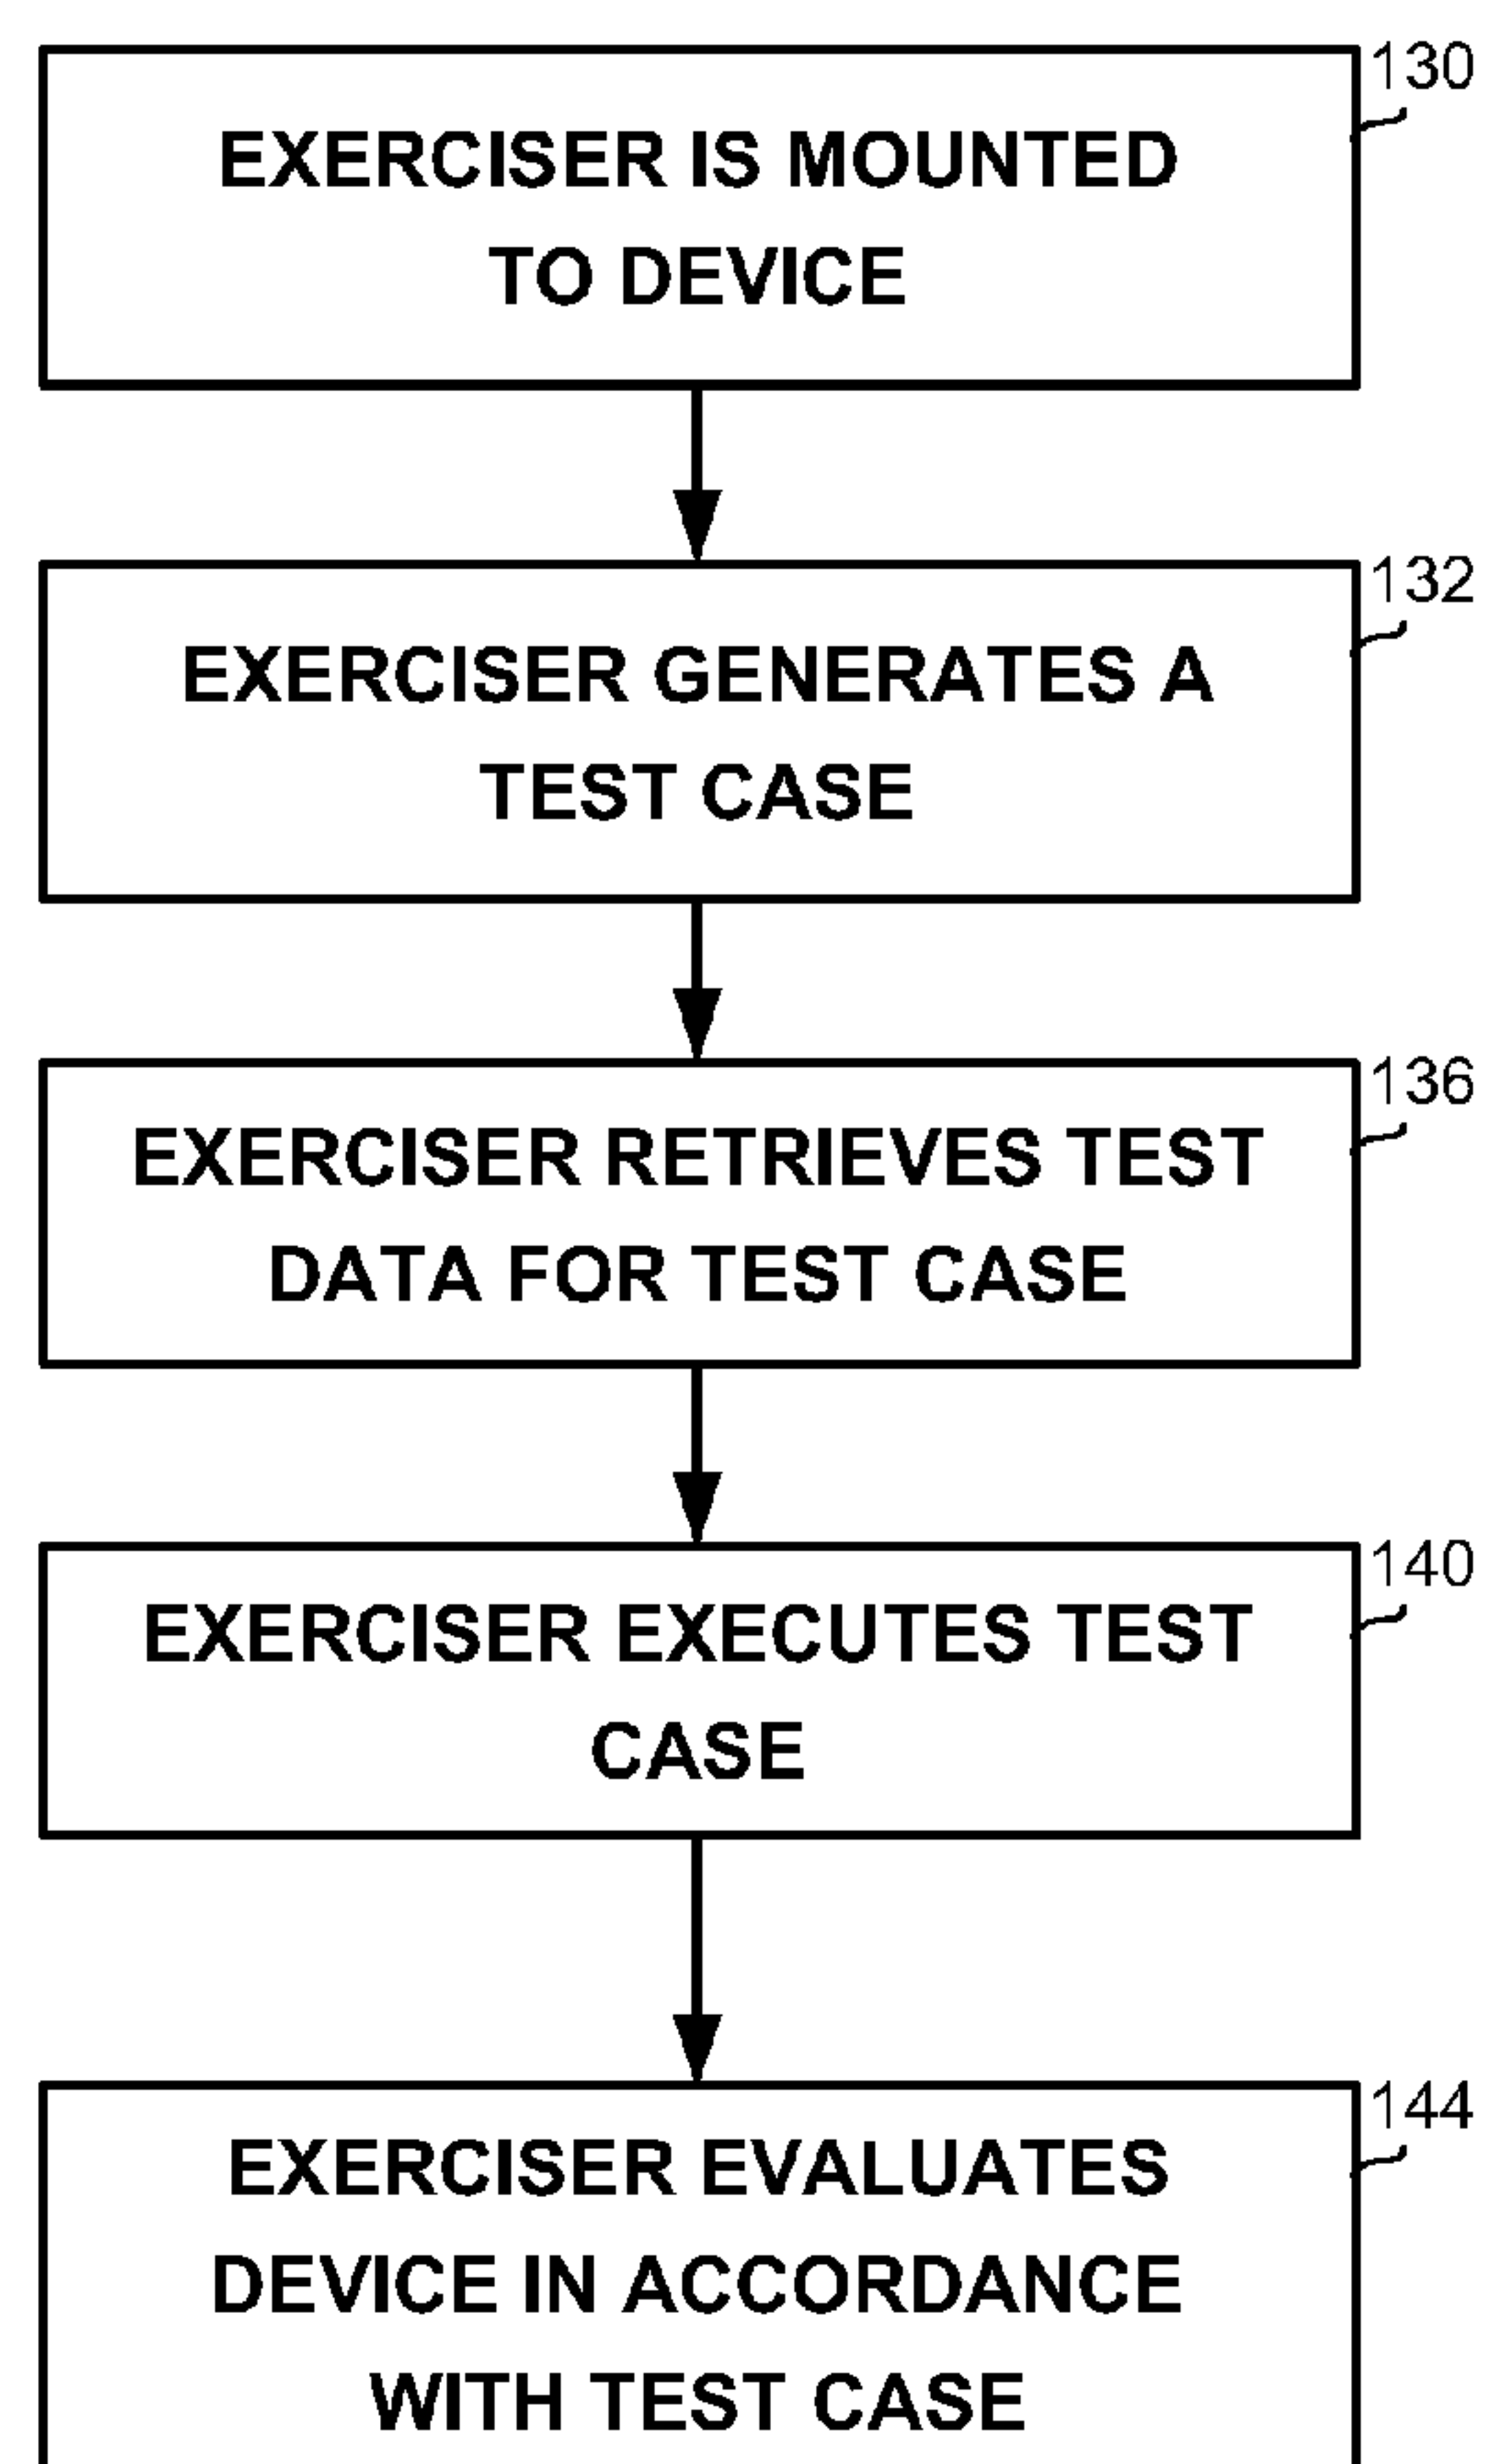 130
EXERCISER IS MOUNTED
TO DEVICE
132
EXERCISER GENERATES A
TEST CASE
136
EXERCISER RETRIEVES TEST
DATA FOR TEST CASE
140
EXERCISER EXECUTES TEST
CASE
144
EXERCISER EVALUATES
DEVICE IN ACCORDANCE
WITH TEST CASE